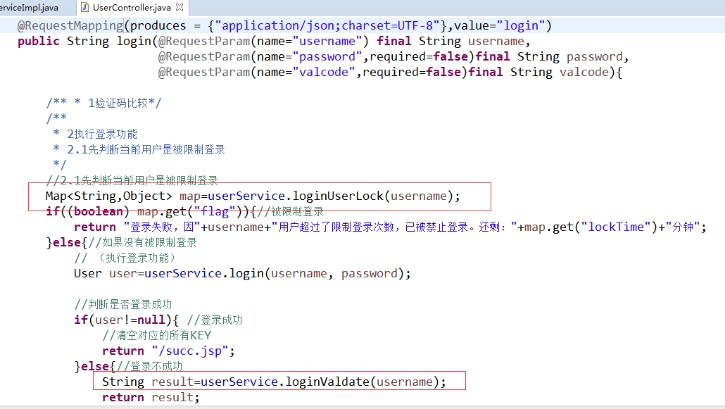 erviceImpl.java UserController.java
@RequestMapping(produces = {"application/json;charset=UTF-8"},value="login")
public String login(@RequestParam(name="username") final String username,
@RequestParam(name="password",required=false)final String password,
@RequestParam(name="valcode",required=false)final String valcode){
/** * 1验证码比较*/
/**
* 2执行登录功能
* 2.1先判断当前用户是被限制登录
*/
//2.1先判断当前用户是被限制登录
Map<String,Object> map=userService.loginUserLock(username);
if((boolean) map.get("flag")){//被限制登录
return "登录失败，因"+username+"用户超过了限制登录次数，已被禁止登录。还剩："+map.get("lockTime")+"分钟";
}else{//如果没有被限制登录
// （执行登录功能）
User user=userService.login(username, password);
//判断是否登录成功
if(user!=null){ //登录成功
//清空对应的所有KEY
return "/succ.jsp";
}else{//登录不成功
String result=userService.loginValdate(username);
return result;